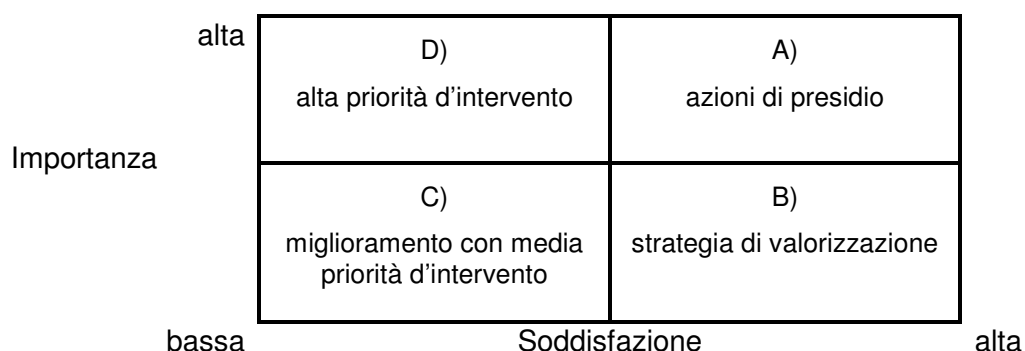 alta
D)
alta priorità d'intervento
A)
azioni di presidio
Importanza
C)
miglioramento con media
priorità d'intervento
B)
strategia di valorizzazione
bassa
Soddisfazione
alta